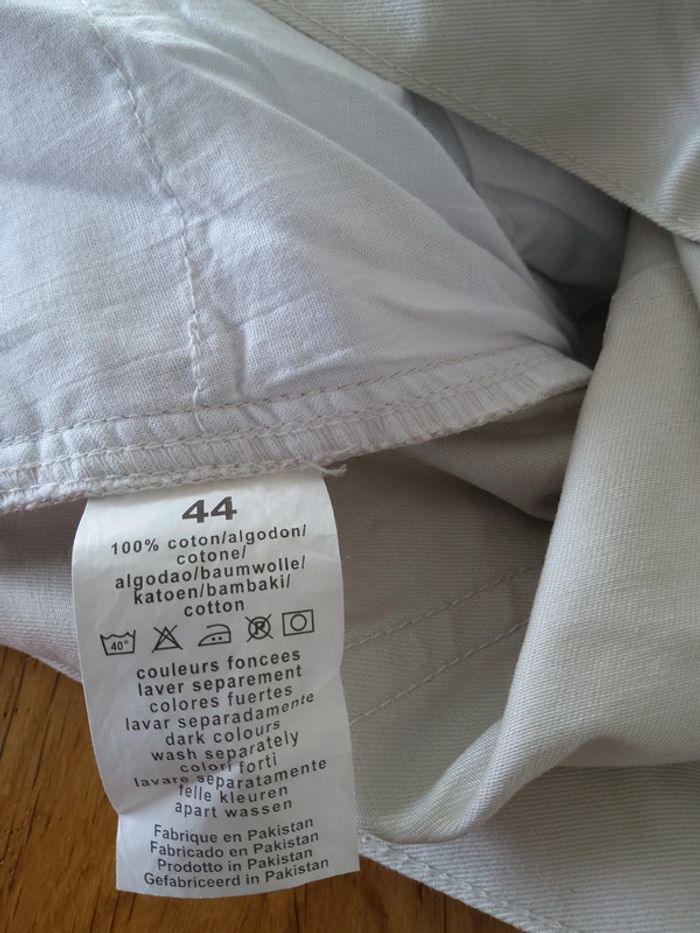 44
100% coton/algodon/
cotone/
algodao/baumwolle/
katoen/bambaki/
cotton
40°
R
couleurs foncees
laver separement
colores fuertes
lavar separadamente
dark colours
wash separately
colori forti
lavare separatamente
felle kleuren
apart wassen
Fabrique en Pakistan
Fabricado en Pakistan
Prodotto in Pakistan
Gefabriceerd in Pakistan